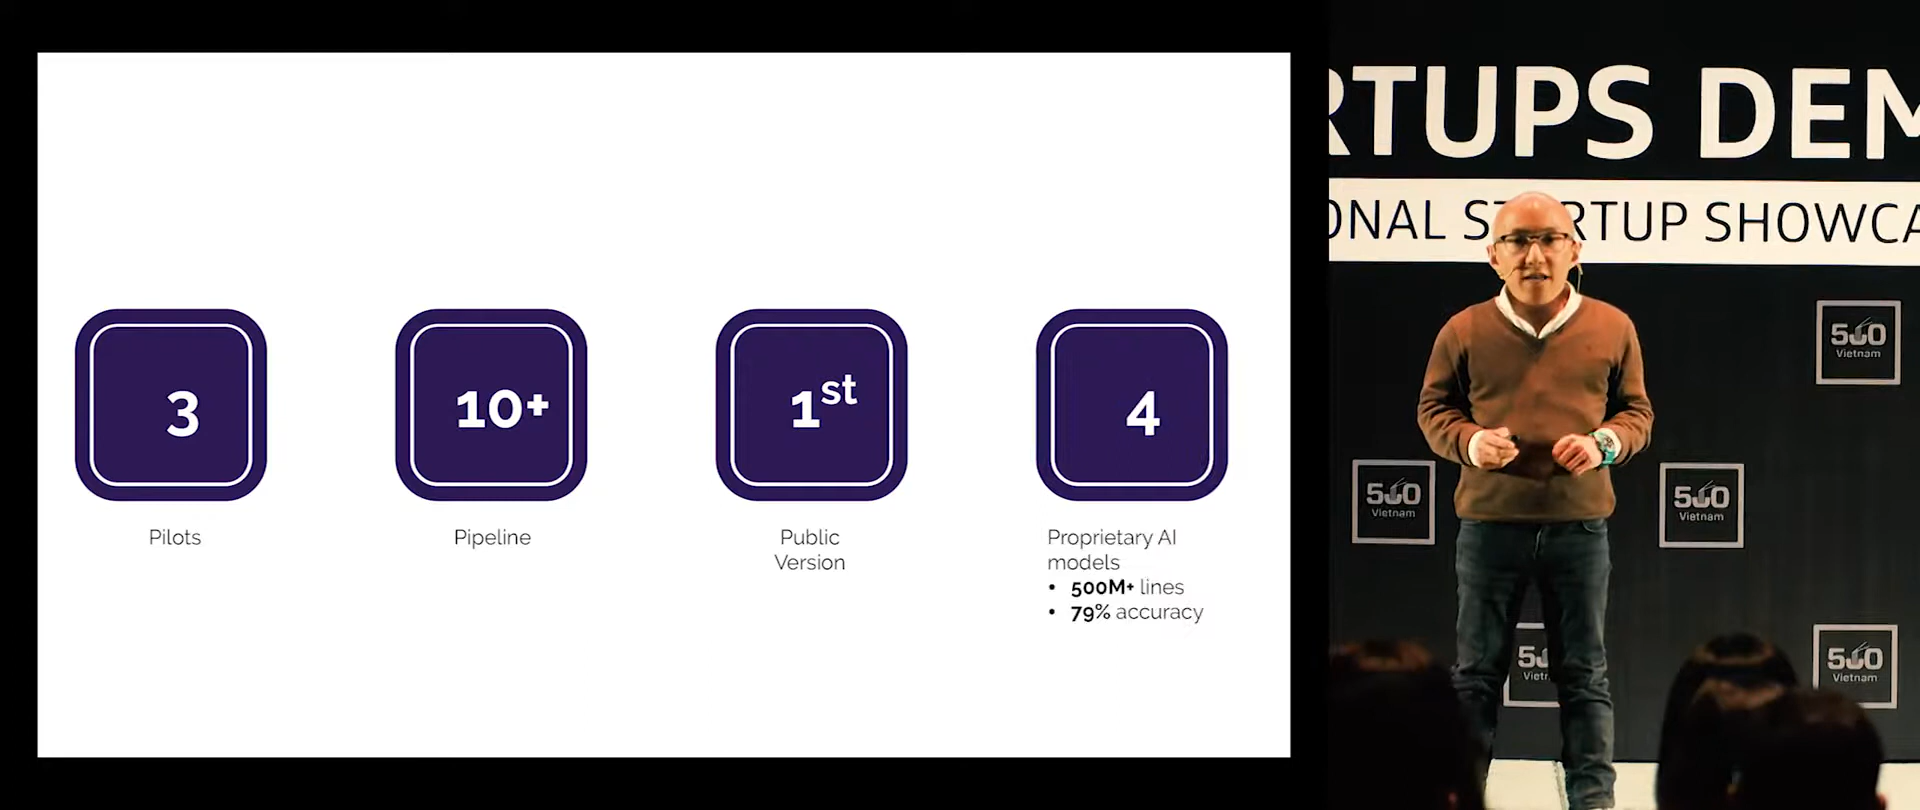 3
Pilots
10+
Pipeline
1st
Public
Version
4
Proprietary AI
models
• 500M+ lines
• 79% accuracy
RTUPS DEM
ONAL STARTUP SHOWCA
500
Vietnam
500
Vietnam
500
Vietnam
500
Vietnam